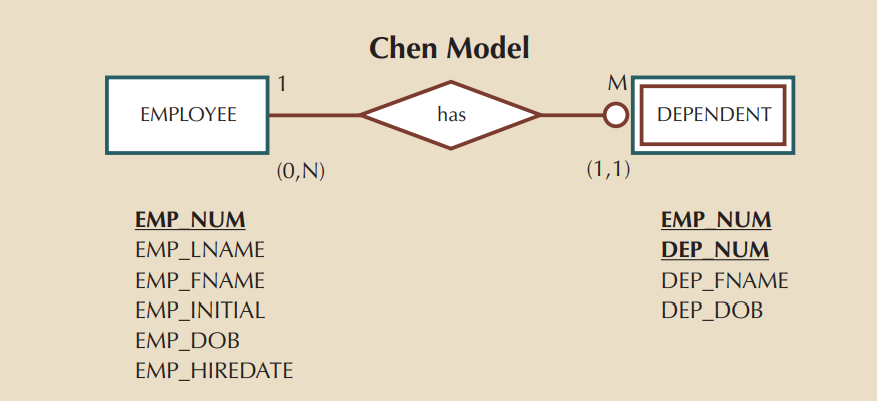 Chen Model
1
M
EMPLOYEE
has
DEPENDENT
(0,N)
(1,1)
EMP_NUM
EMP_LNAME
EMP_FNAME
EMP_INITIAL
EMP_DOB
EMP_HIREDATE
EMP_NUM
DEP_NUM
DEP_FNAME
DEP_DOB